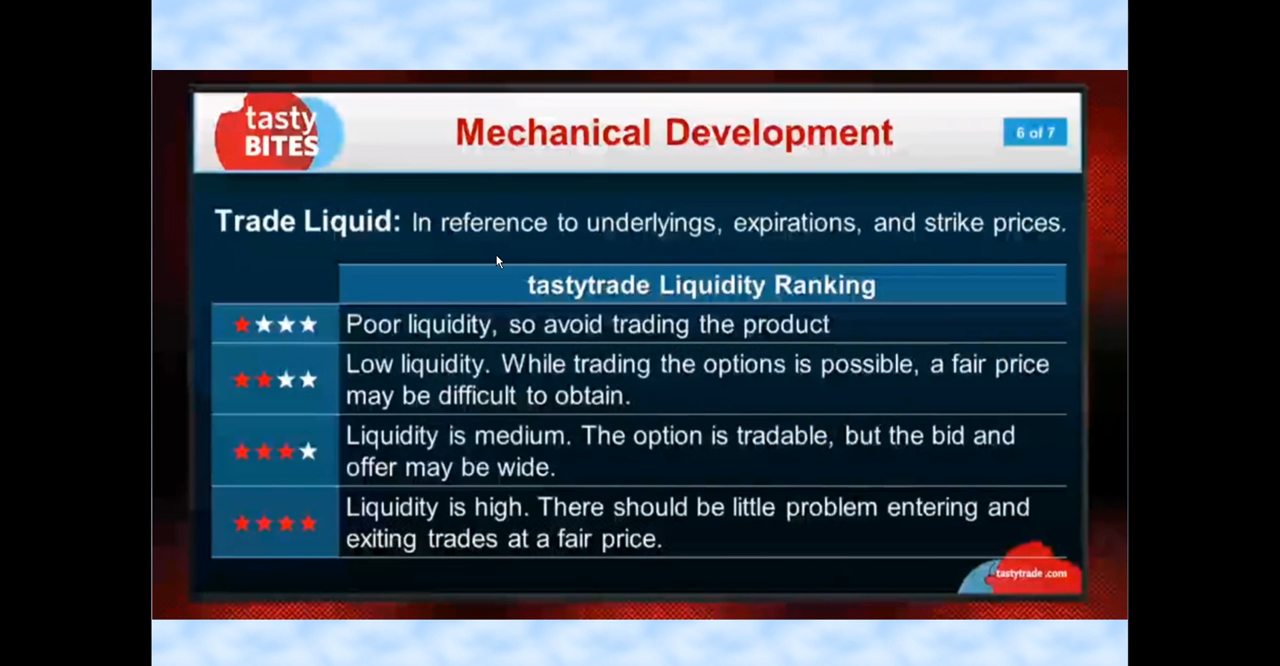 tasty
BITES
Mechanical Development
6 of 7
Trade Liquid: In reference to underlyings, expirations, and strike prices.
tastytrade Liquidity Ranking
Poor liquidity, so avoid trading the product
Low liquidity. While trading the options is possible, a fair price
may be difficult to obtain.
Liquidity is medium. The option is tradable, but the bid and
offer may be wide.
Liquidity is high. There should be little problem entering and
exiting trades at a fair price.
tastytrade.com